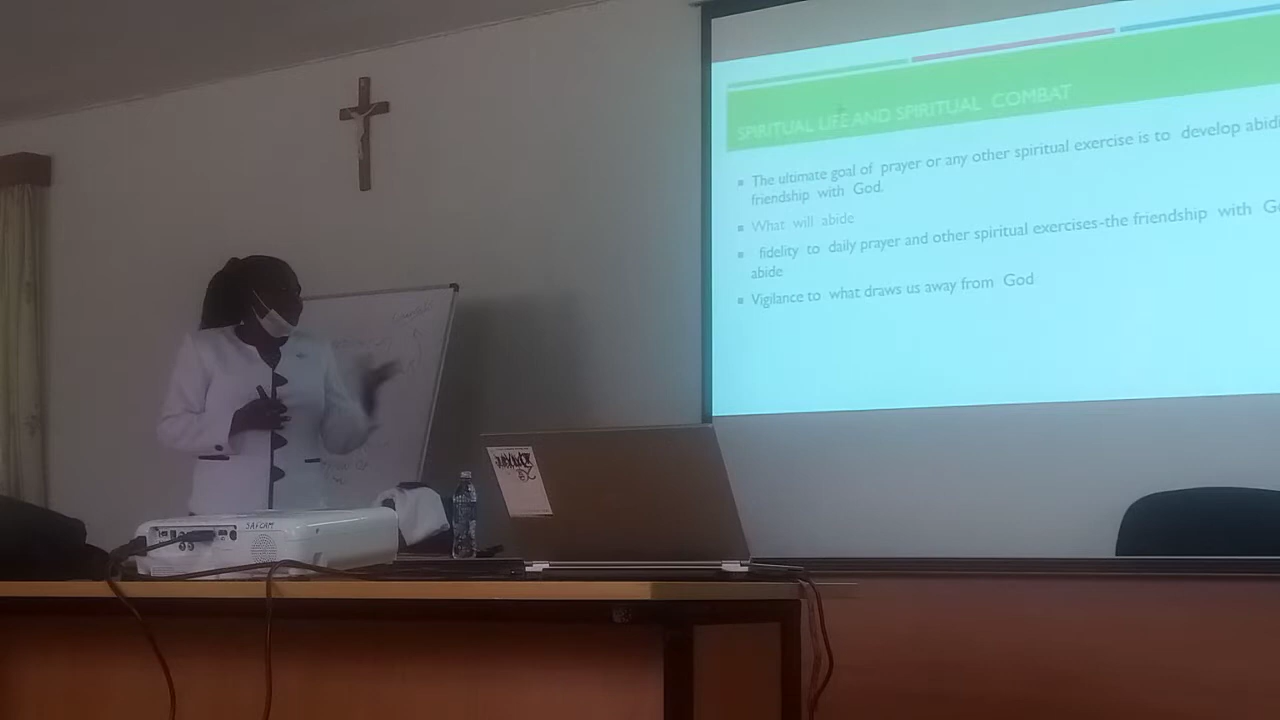 SPIRITUAL LIFE AND SPIRITUAL COMBAT
▪ The ultimate goal of prayer or any other spiritual exercise is to develop
friendship with God.
▪ What will abide
▪ fidelity to daily prayer and other spiritual exercises-the friendship with
abide
▪ Vigilance to what draws us away from God
SAFCAM